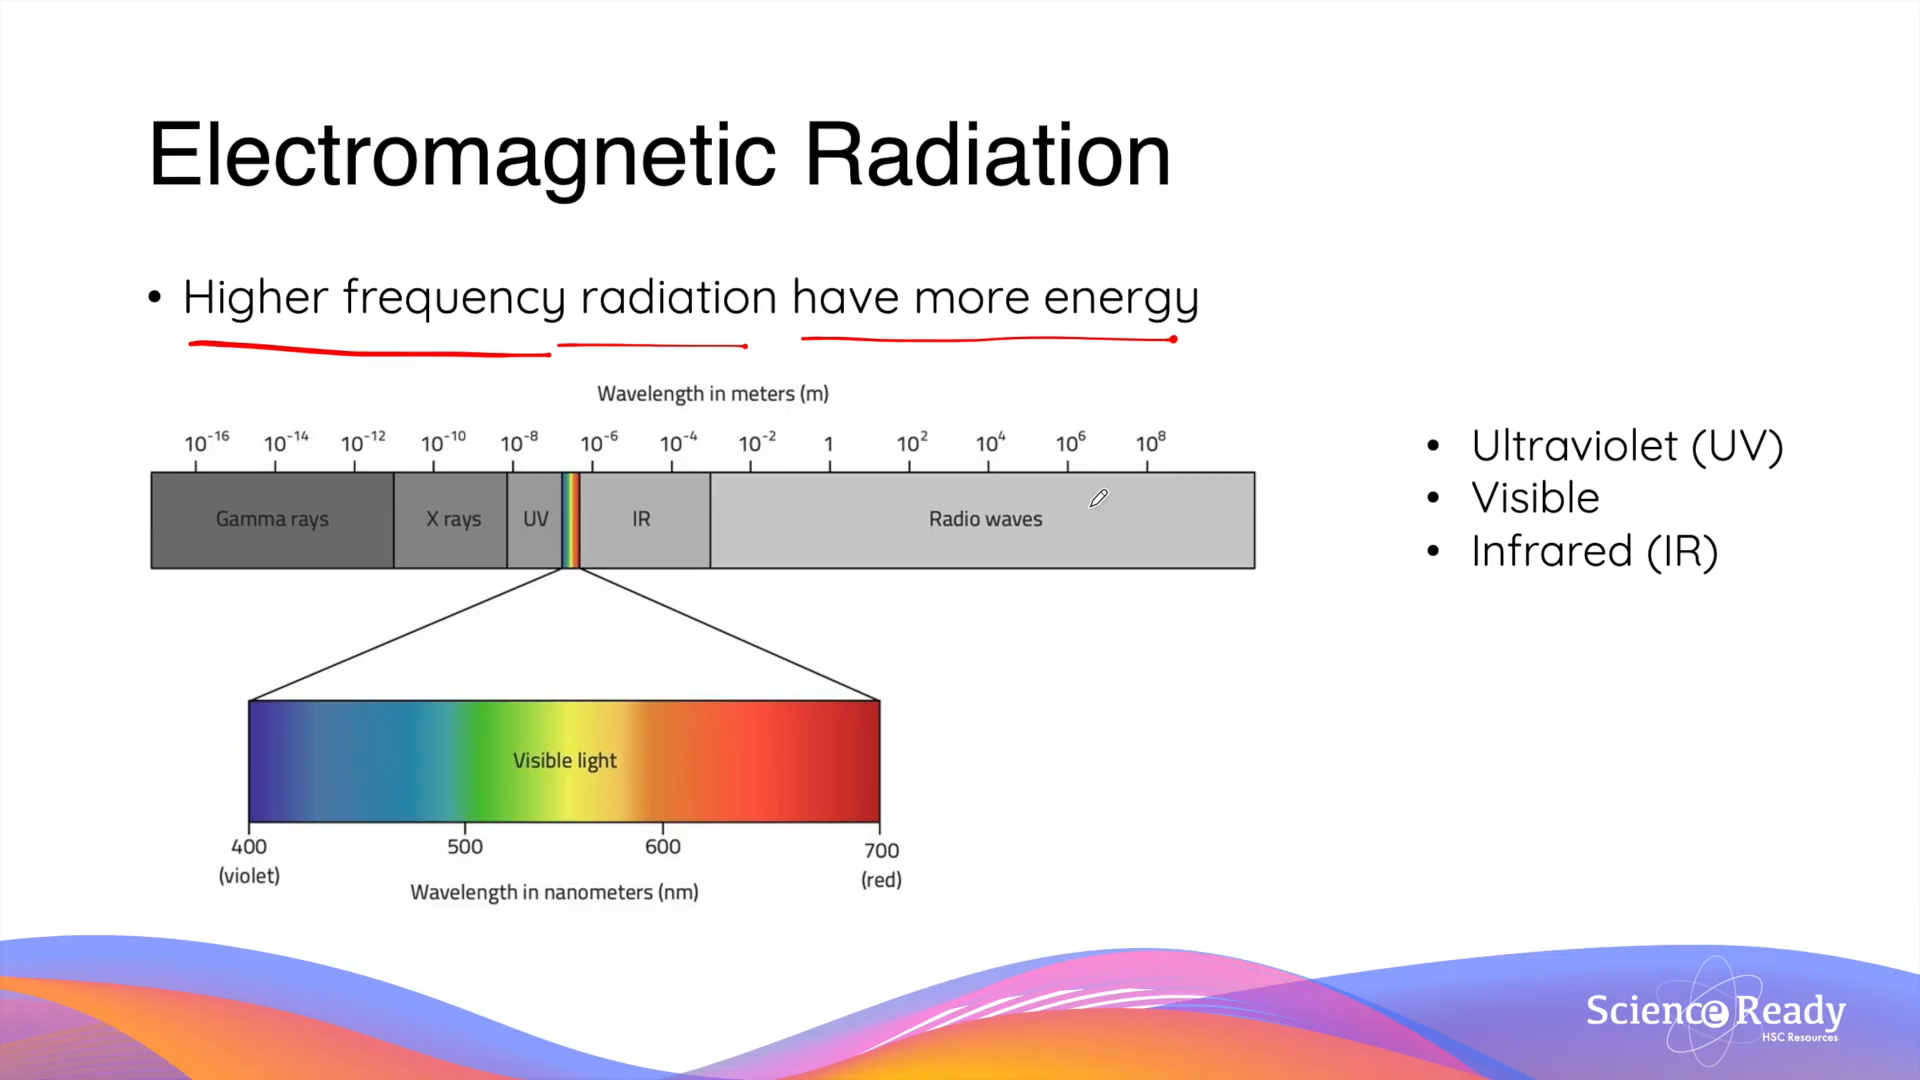 Electromagnetic Radiation
• Higher frequency radiation have more energy
Wavelength in meters (m)
10⁻¹⁶ 10⁻¹⁴ 10⁻¹² 10⁻¹⁰ 10⁻⁸ 10⁻⁶ 10⁻⁴ 10⁻² 1 10² 10⁴ 10⁶ 10⁸
Gamma rays X rays UV IR Radio waves
Visible light
400 500 600 700
(violet) (red)
Wavelength in nanometers (nm)
• Ultraviolet (UV)
• Visible
• Infrared (IR)
Science Ready
HSC Resources